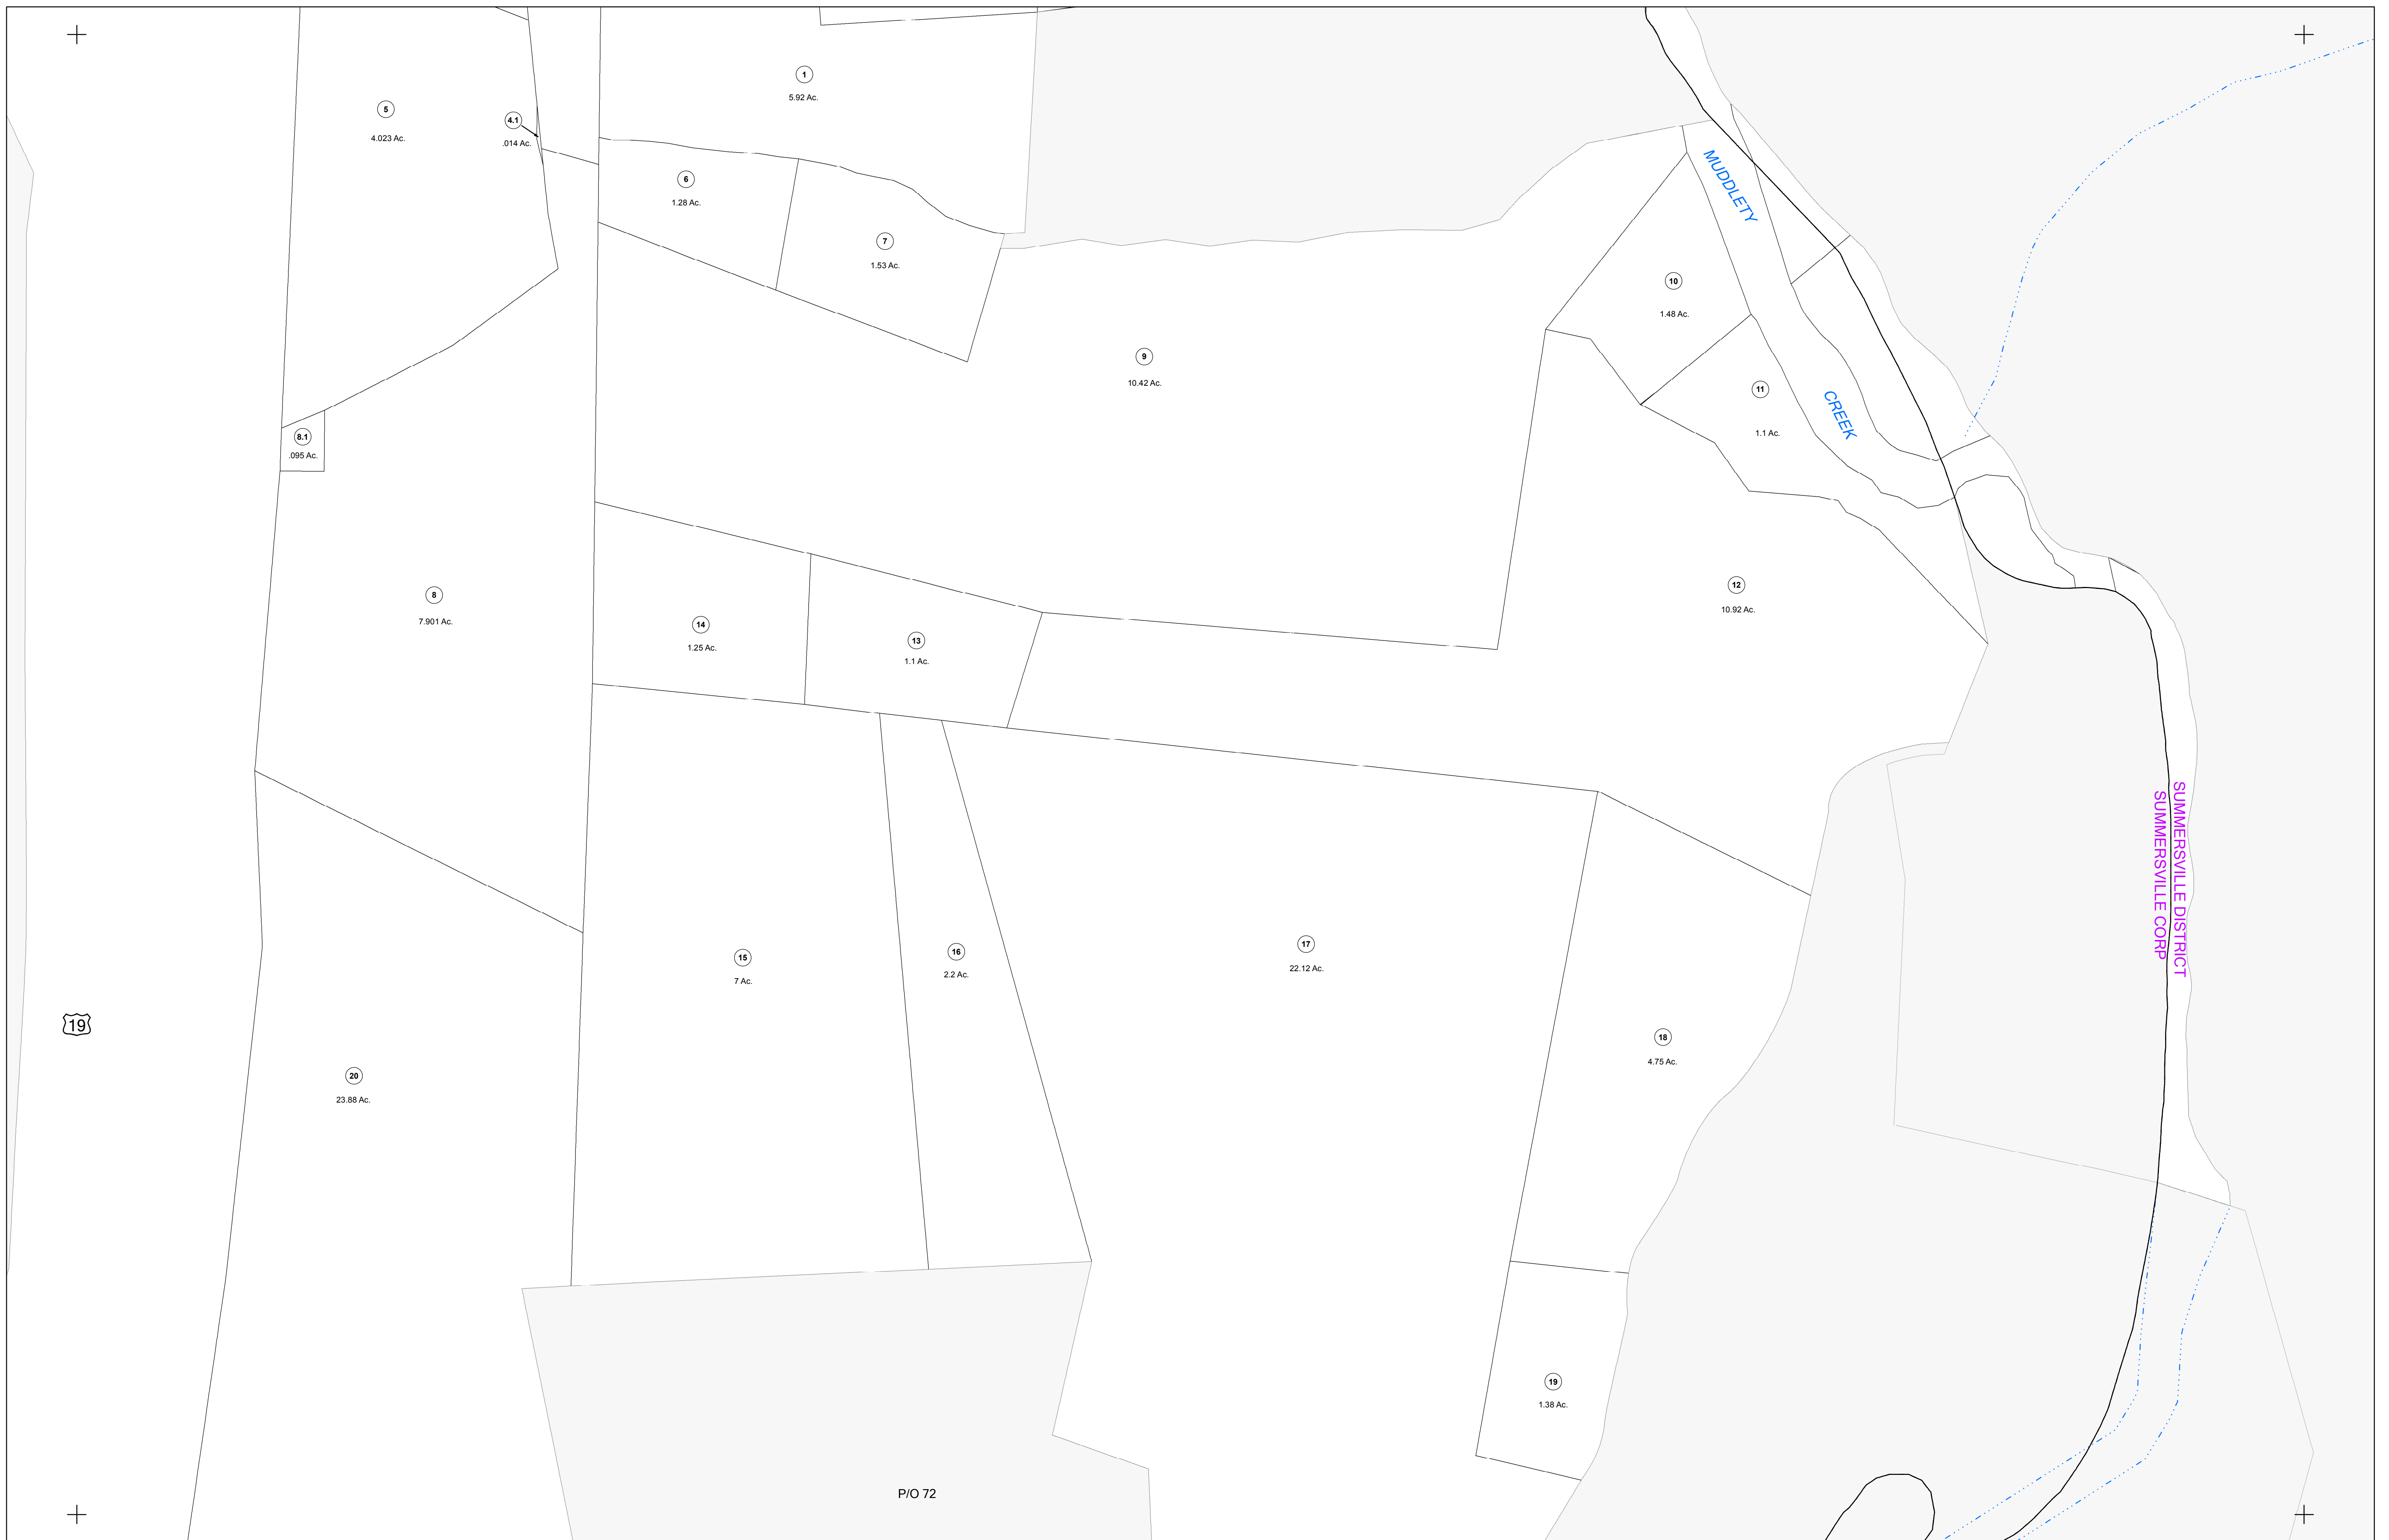 1
5.92 Ac.
5
4.023 Ac.
4.1
.014 Ac.
6
1.28 Ac.
7
1.53 Ac.
MUDDLETY
CREEK
10
1.48 Ac.
9
10.42 Ac.
11
1.1 Ac.
8.1
.095 Ac.
8
7.901 Ac.
14
1.25 Ac.
13
1.1 Ac.
12
10.92 Ac.
SUMMERSVILLE DISTRICT
SUMMERSVILLE CORP
15
7 Ac.
16
2.2 Ac.
17
22.12 Ac.
18
4.75 Ac.
19
20
23.88 Ac.
19
1.38 Ac.
P/O 72